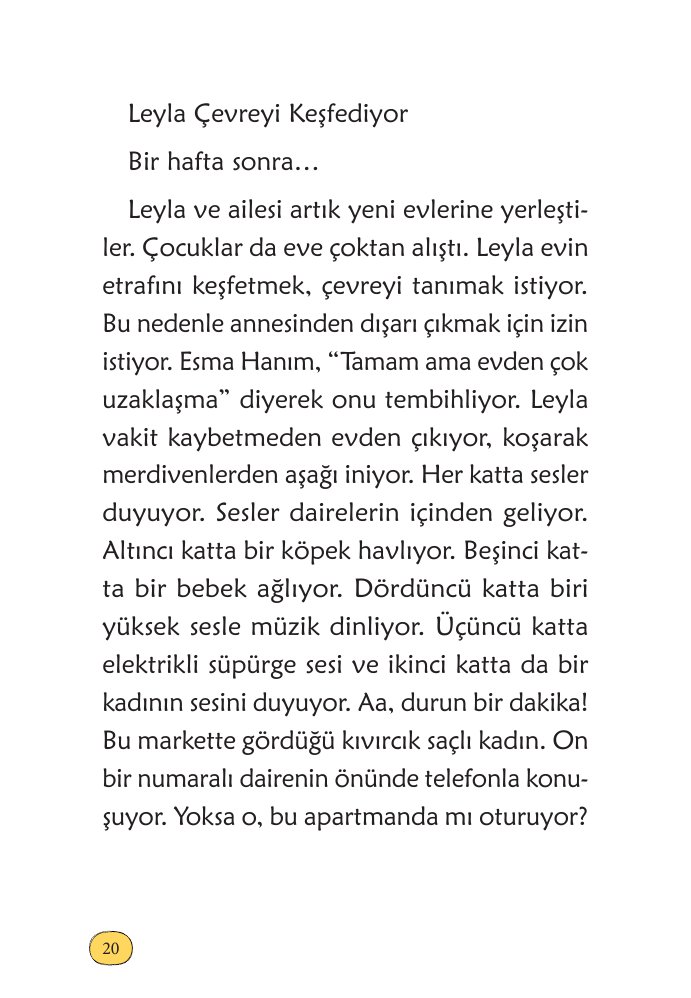 Leyla Çevreyi Keşfediyor
Bir hafta sonra…
Leyla ve ailesi artık yeni evlerine yerleşti-
ler. Çocuklar da eve çoktan alıştı. Leyla evin
etrafını keşfetmek, çevreyi tanımak istiyor.
Bu nedenle annesinden dışarı çıkmak için izin
istiyor. Esma Hanım, “Tamam ama evden çok
uzaklaşma” diyerek onu tembihliyor. Leyla
vakit kaybetmeden evden çıkıyor, koşarak
merdivenlerden aşağı iniyor. Her katta sesler
duyuyor. Sesler dairelerin içinden geliyor.
Altıncı katta bir köpek havlıyor. Beşinci kat-
ta bir bebek ağlıyor. Dördüncü katta biri
yüksek sesle müzik dinliyor. Üçüncü katta
elektrikli süpürge sesi ve ikinci katta da bir
kadının sesini duyuyor. Aa, durun bir dakika!
Bu markette gördüğü kıvırcık saçlı kadın. On
bir numaralı dairenin önünde telefonla konu-
şuyor. Yoksa o, bu apartmanda mı oturuyor?
20